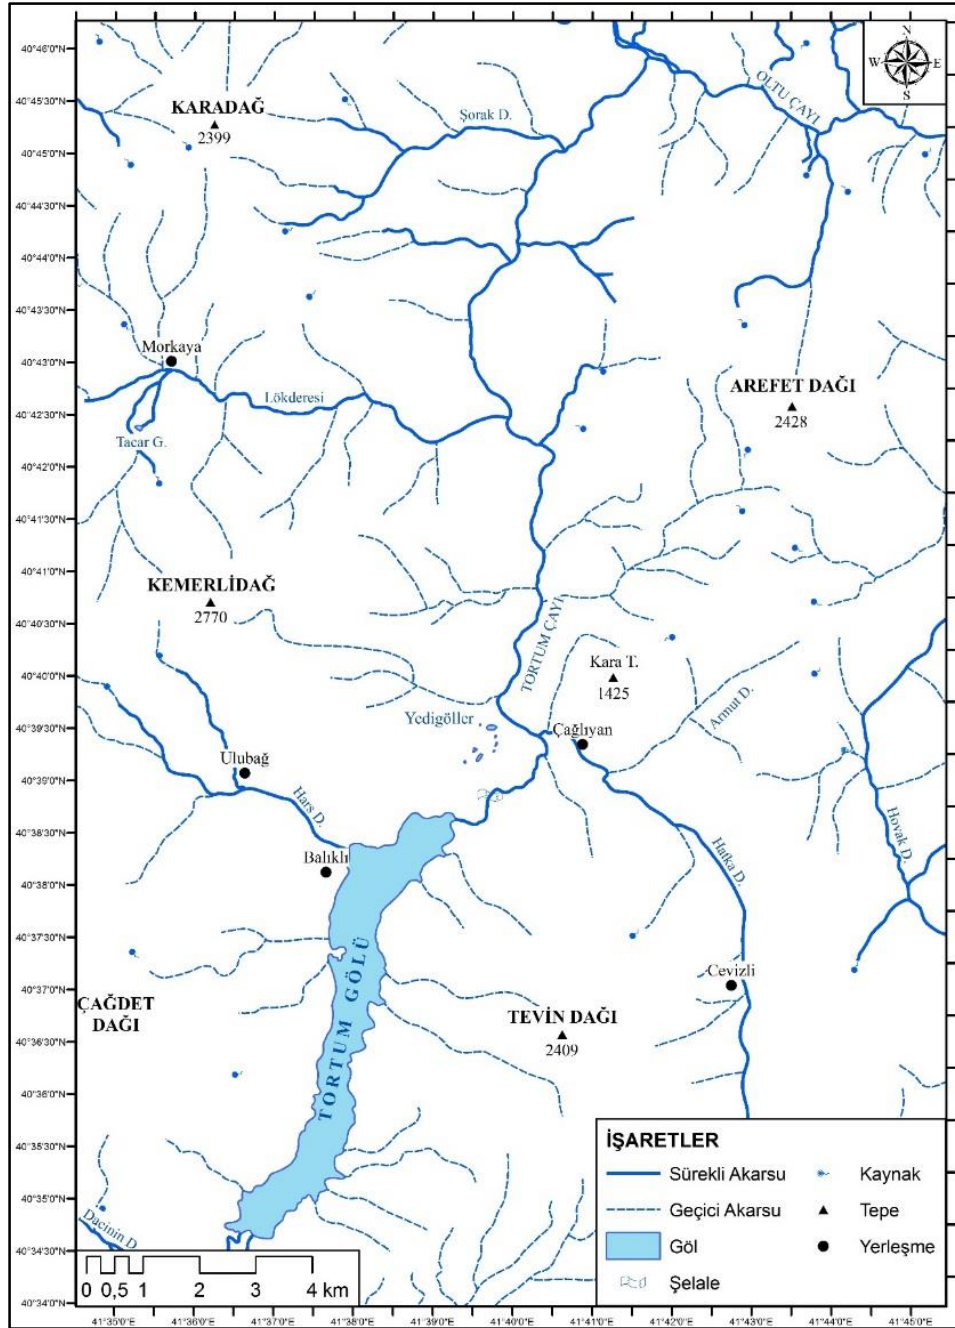 40°46'0"N
40°45'30"N
40°45'0"N
40°44'30"N
40°44'0"N
40°43'30"N
40°43'0"N
40°42'30"N
40°42'0"N
40°41'30"N
40°41'0"N
40°40'30"N
40°40'0"N
40°39'30"N
40°39'0"N
40°38'30"N
40°38'0"N
40°37'30"N
40°37'0"N
40°36'30"N
40°36'0"N
40°35'30"N
40°35'0"N
40°34'30"N
40°34'0"N
N
W
E
S
OLTU ÇAYI
KARADAĞ
2399
Şorak D.
Morkaya
Lökderesi
Tacar G.
AREFET DAĞI
2428
KEMERLİDAĞ
2770
TORTUM ÇAYI
Kara T.
1425
Armut D.
Yedigöller
Çağlıyan
Ulubağ
Hars D.
Hovak D.
Balıklı
Hafka D.
TORTUM GÖLÜ
Cevizli
ÇAĞDET
DAĞI
TEVİN DAĞI
2409
Dacinin D
0 0,5 1 2 3 4 km
İŞARETLER
Sürekli Akarsu
Kaynak
Geçici Akarsu
Tepe
Göl
Yerleşme
Şelale
41°35'0"E 41°36'0"E 41°37'0"E 41°38'0"E 41°39'0"E 41°40'0"E 41°41'0"E 41°42'0"E 41°43'0"E 41°44'0"E 41°45'0"E